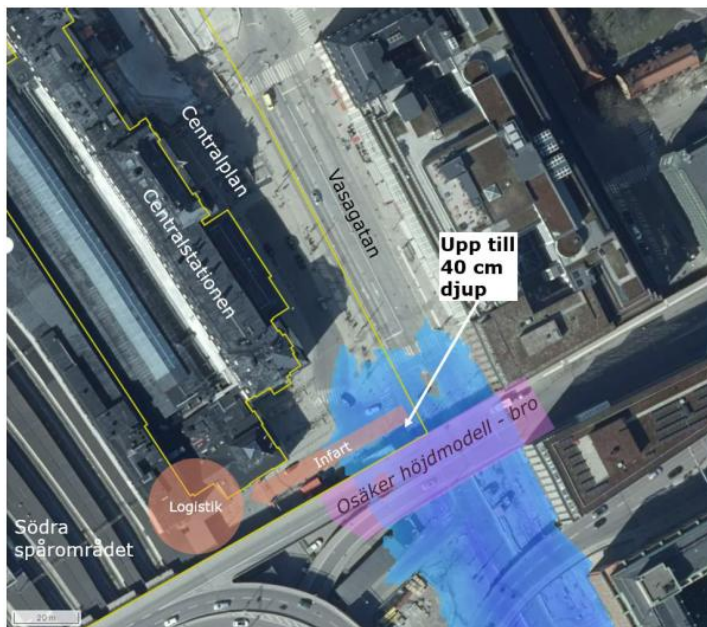 Centralplan
Centralstationen
Vasagatan
Upp till
40 cm
djup
Infart
Osäker höjdmodell - bro
Logistik
Södra
spårområdet
20 m